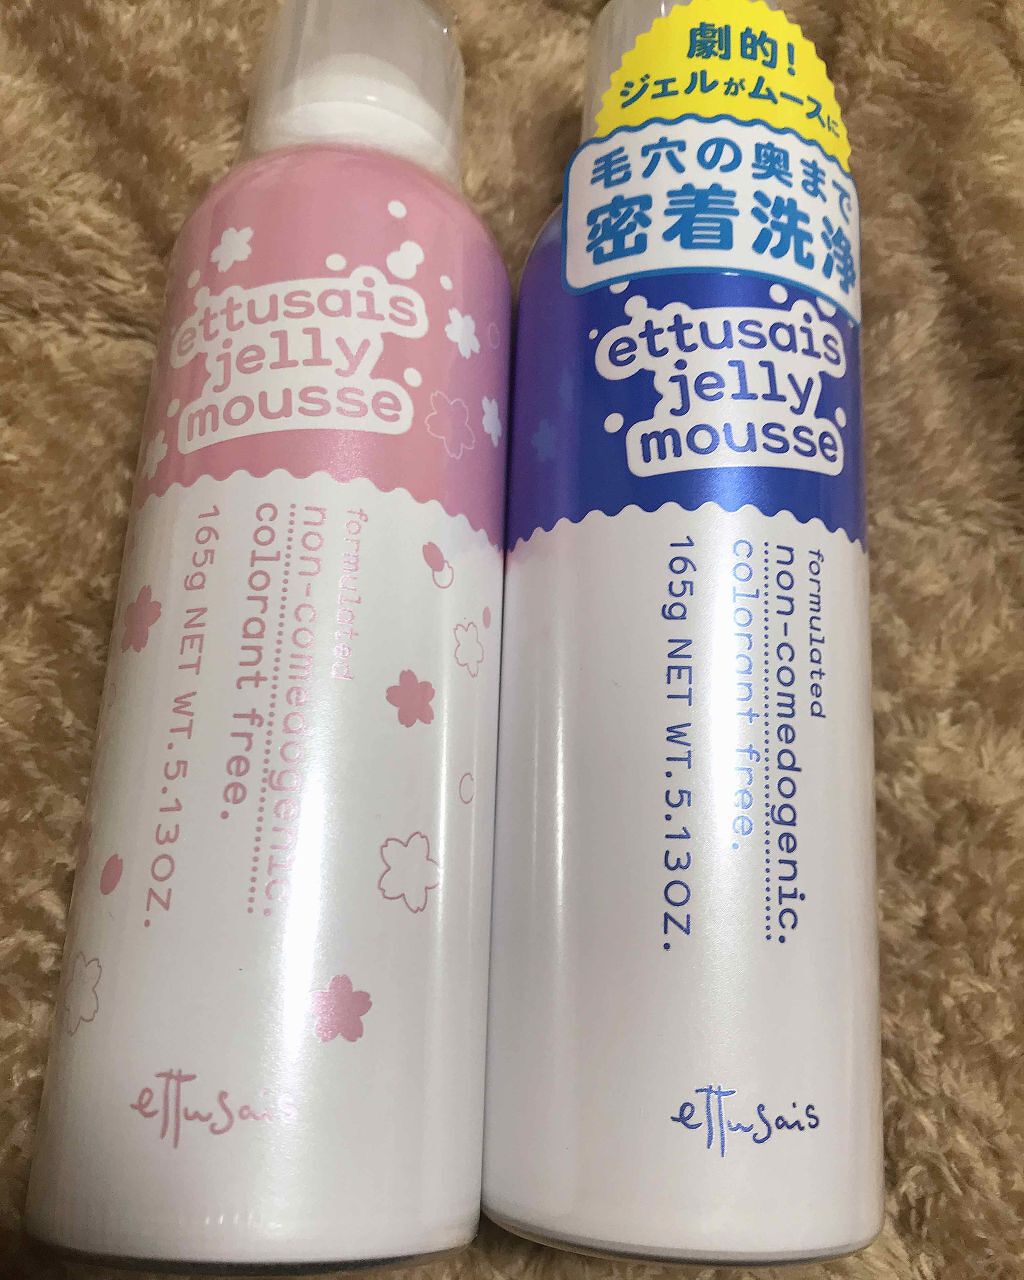 ettusais
jelly
mousse
formulated
non-comedogenic.
colorant free.
165g NET WT.5.13OZ.
ettusais
劇的!
ジェルがムースに
毛穴の奥まで
密着洗浄
ettusais
jelly
mousse
formulated
non-comedogenic.
colorant free.
165g NET WT.5.13OZ.
ettusais